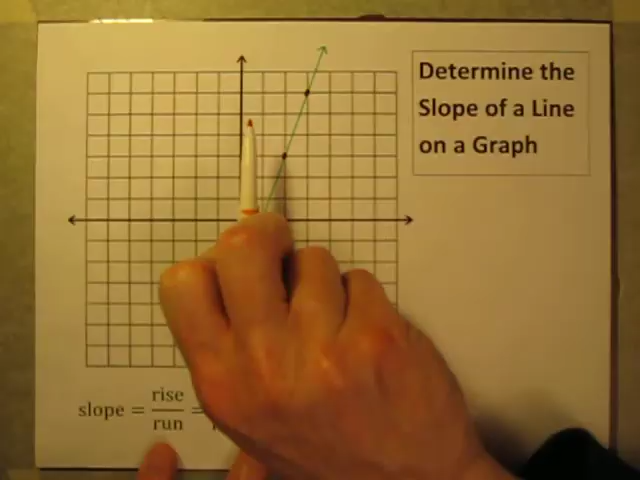 Determine the
Slope of a Line
on a Graph
slope = rise
run =